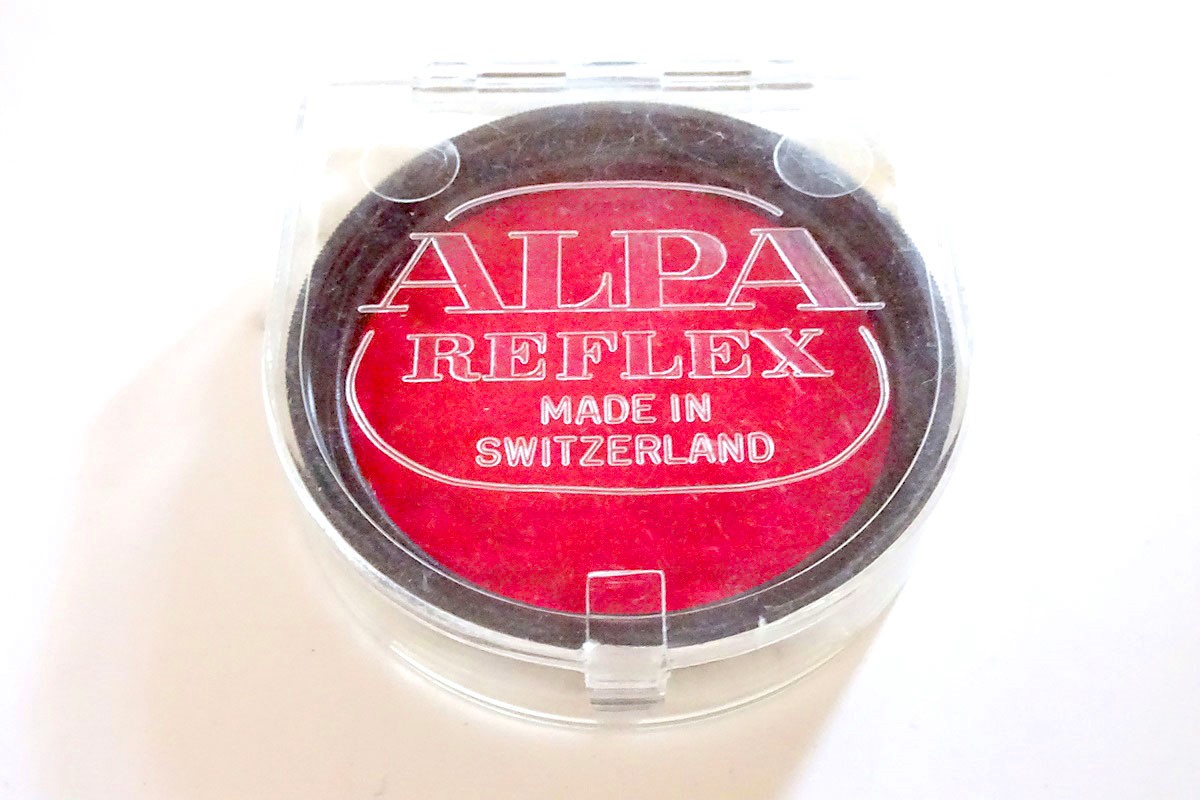 ALPA
REFLEX
MADE IN
SWITZERLAND